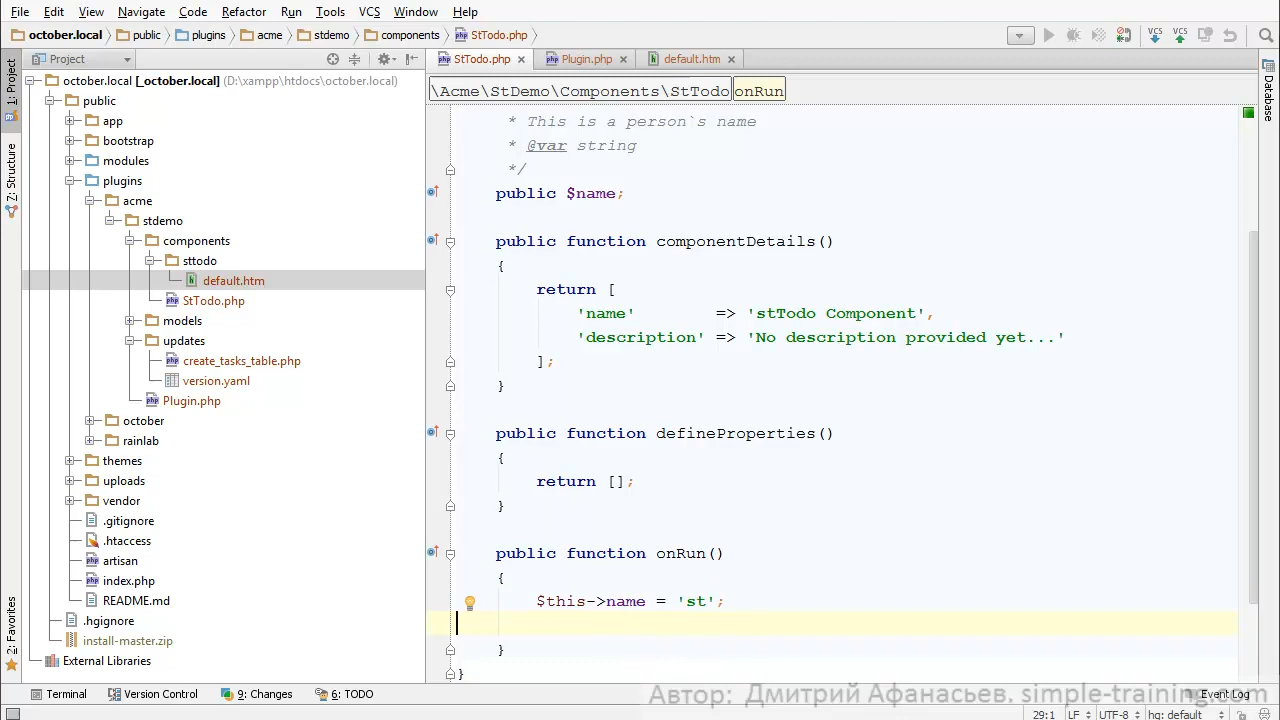 File Edit View Navigate Code Refactor Run Tools VCS Window Help
october.local public plugins acme stdemo components StTodo.php
VCS VCS
Project
StTodo.php Plugin.php default.htm
\Acme\StDemo\Components\StTodo onRun
1: Project
Z: Structure
2: Favorites
Database
october.local [_october.local] (D:\xampp\htdocs\october.local)
public
app
bootstrap
modules
plugins
acme
stdemo
components
sttodo
default.htm
StTodo.php
models
updates
create_tasks_table.php
version.yaml
Plugin.php
october
rainlab
themes
uploads
vendor
.gitignore
.htaccess
artisan
index.php
README.md
.hgignore
install-master.zip
External Libraries
* This is a person`s name
* @var string
*/
public $name;
public function componentDetails()
{
return [
'name' => 'stTodo Component',
'description' => 'No description provided yet...'
];
}
public function defineProperties()
{
return [];
}
public function onRun()
{
$this->name = 'st';
}
}
Terminal Version Control 9: Changes 6: TODO Event Log
Автор: Дмитрий Афанасьев. simple-training.com
29:1 LF UTF-8 hg: default